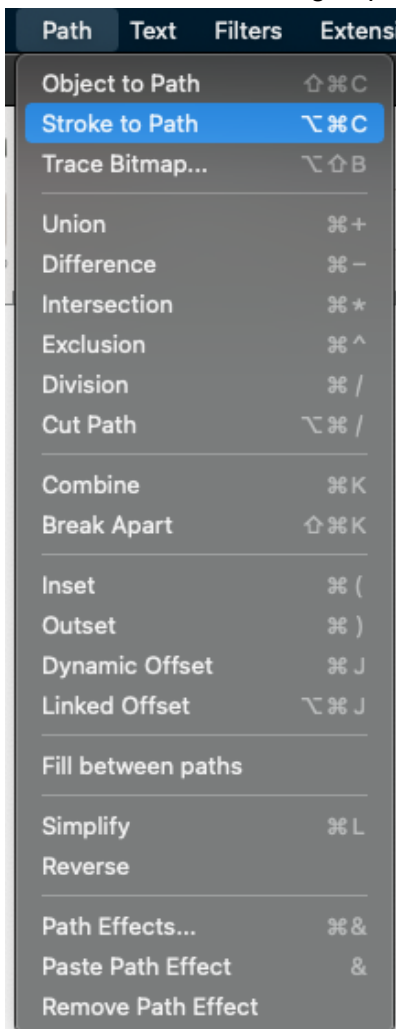 Path Text Filters Extensi
Object to Path ⇧⌘C
Stroke to Path ⌥⌘C
Trace Bitmap... ⌥⇧B
Union ⌘+
Difference ⌘−
Intersection ⌘*
Exclusion ⌘^
Division ⌘/
Cut Path ⌥⌘/
Combine ⌘K
Break Apart ⇧⌘K
Inset ⌘(
Outset ⌘)
Dynamic Offset ⌘J
Linked Offset ⌥⌘J
Fill between paths
Simplify ⌘L
Reverse
Path Effects... ⌘&
Paste Path Effect &
Remove Path Effect